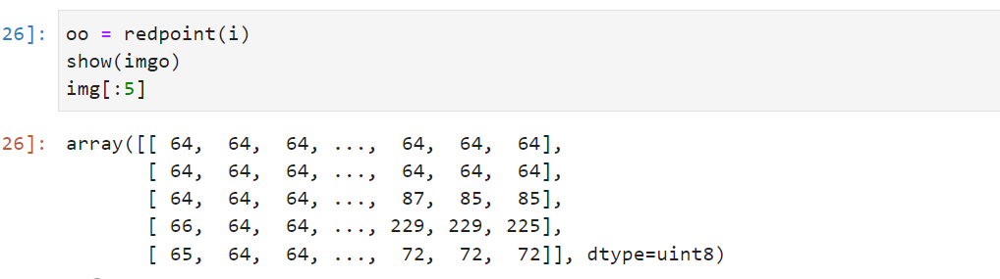 26]: oo = redpoint(i)
show(imgo)
img[:5]
26]: array([[ 64,  64,  64, ...,  64,  64,  64],
[ 64,  64,  64, ...,  64,  64,  64],
[ 64,  64,  64, ...,  87,  85,  85],
[ 66,  64,  64, ..., 229, 229, 225],
[ 65,  64,  64, ...,  72,  72,  72]], dtype=uint8)